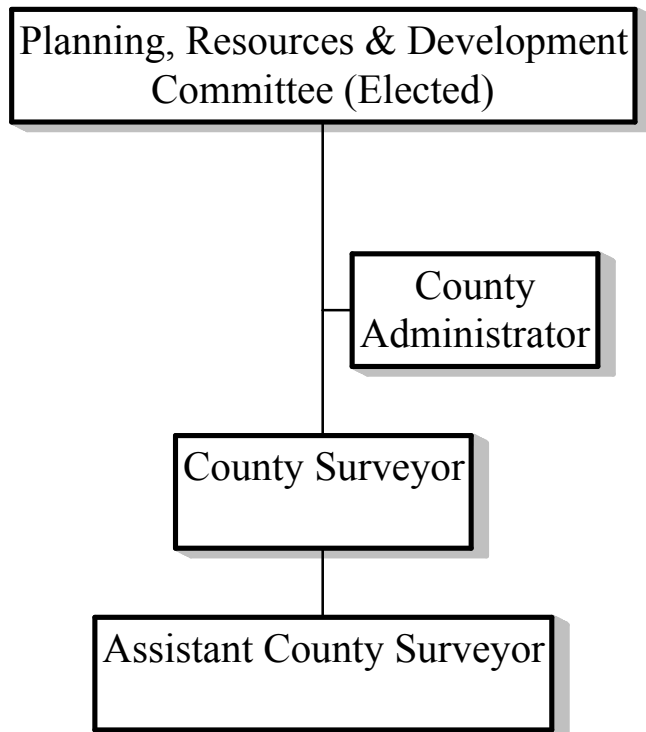 Planning, Resources & Development
Committee (Elected)
County
Administrator
County Surveyor
Assistant County Surveyor